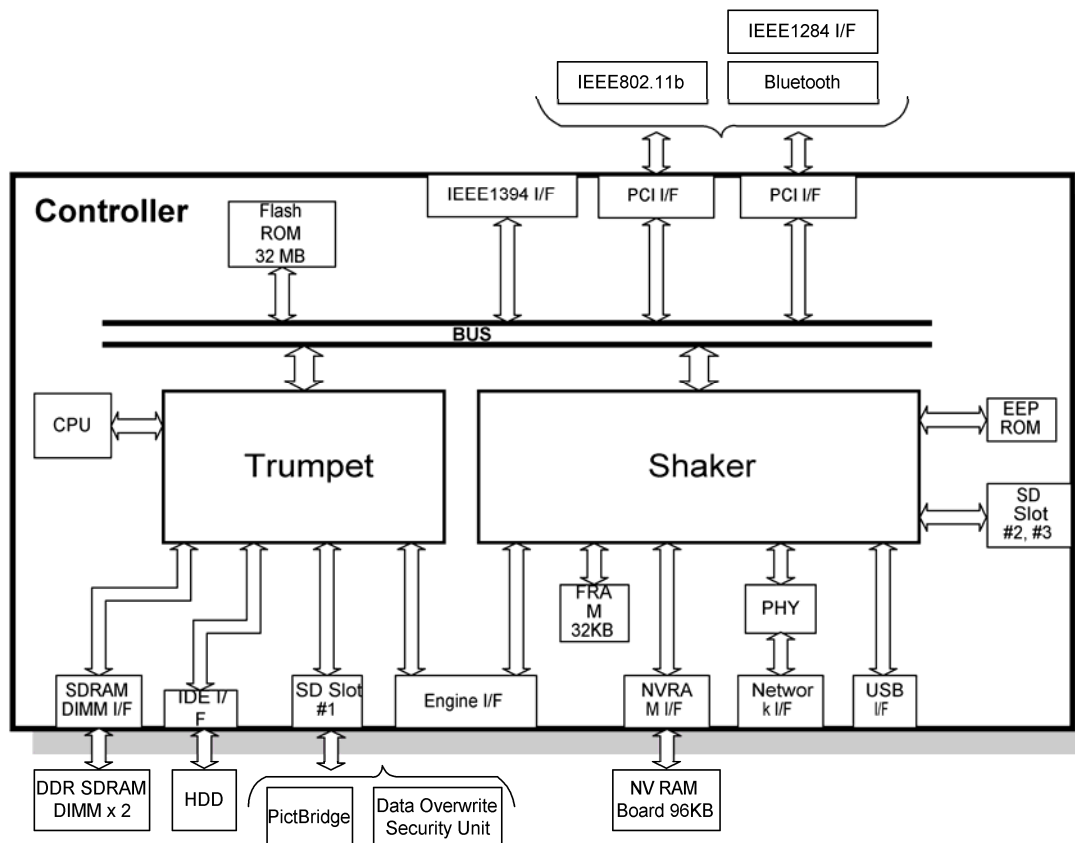 IEEE1284 I/F
IEEE802.11b
Bluetooth
IEEE1394 I/F
PCI I/F
PCI I/F
Controller
Flash
ROM
32 MB
BUS
CPU
Trumpet
Shaker
EEP
ROM
SD
Slot
#2, #3
FRA
M
32KB
PHY
SDRAM
DIMM I/F
IDE I/
F
SD Slot
#1
Engine I/F
NVRA
M I/F
Networ
k I/F
USB
I/F
DDR SDRAM
DIMM x 2
HDD
PictBridge
Data Overwrite
Security Unit
NV RAM
Board 96KB